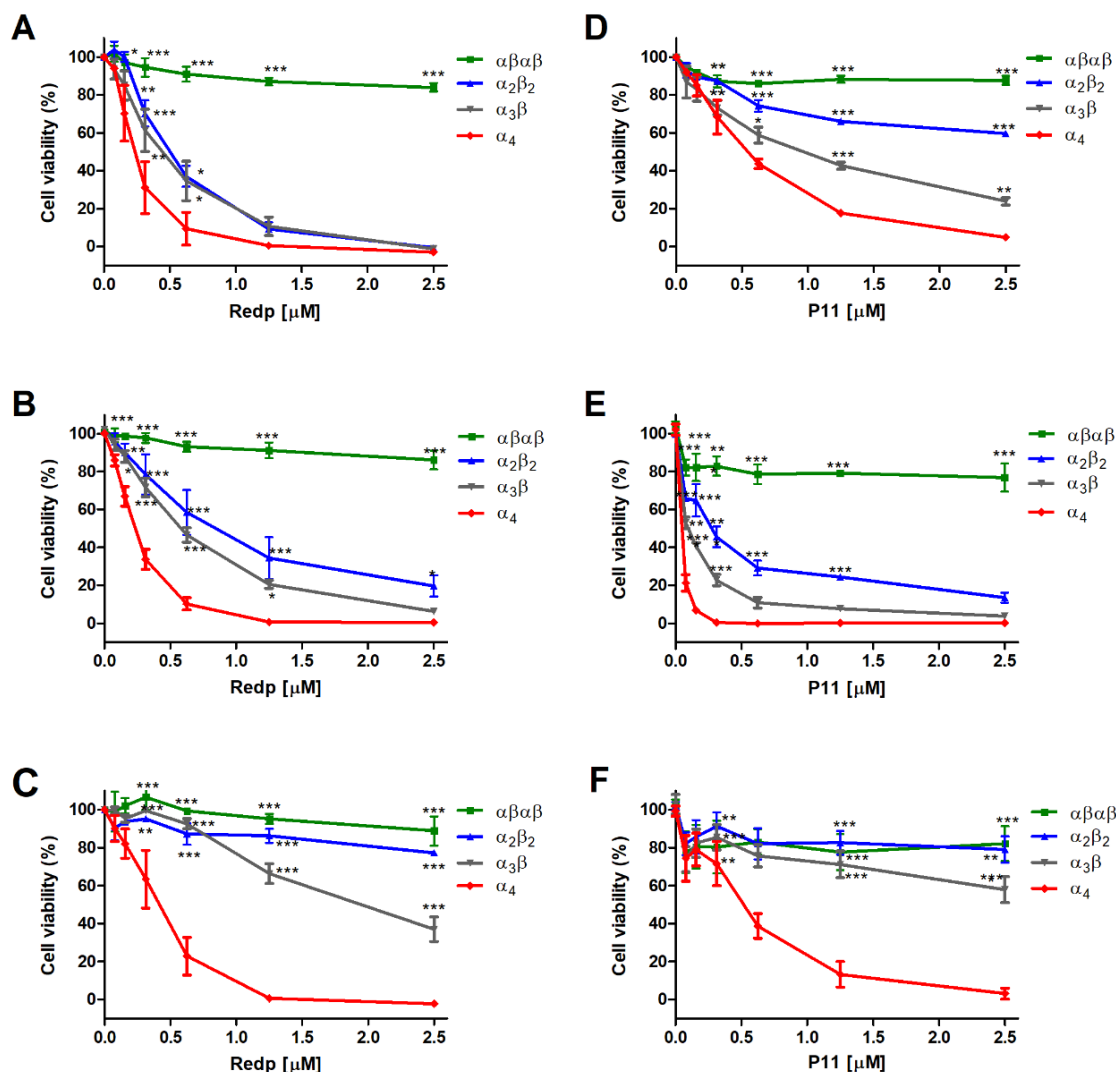 A
Cell viability (%)
100
80
60
40
20
0
0.0 0.5 1.0 1.5 2.0 2.5
Redp [μM]
* *** *** *** ***
** *** ** * *
αβαβ
α₂β₂
α₃β
α₄
D
Cell viability (%)
100
80
60
40
20
0
0.0 0.5 1.0 1.5 2.0 2.5
P11 [μM]
** ** *** ***
** *** *** ***
* *** **
αβαβ
α₂β₂
α₃β
α₄
B
Cell viability (%)
100
80
60
40
20
0
0.0 0.5 1.0 1.5 2.0 2.5
Redp [μM]
*** *** *** *** ***
** *** *** *** *
* *** *** *
αβαβ
α₂β₂
α₃β
α₄
E
Cell viability (%)
100
80
60
40
20
0
0.0 0.5 1.0 1.5 2.0 2.5
P11 [μM]
αβαβ
α₂β₂
α₃β
α₄
C
Cell viability (%)
100
80
60
40
20
0
0.0 0.5 1.0 1.5 2.0 2.5
Redp [μM]
*** *** *** ***
*** ** *** *** *** ***
αβαβ
α₂β₂
α₃β
α₄
F
Cell viability (%)
100
80
60
40
20
0
0.0 0.5 1.0 1.5 2.0 2.5
P11 [μM]
αβαβ
α₂β₂
α₃β
α₄